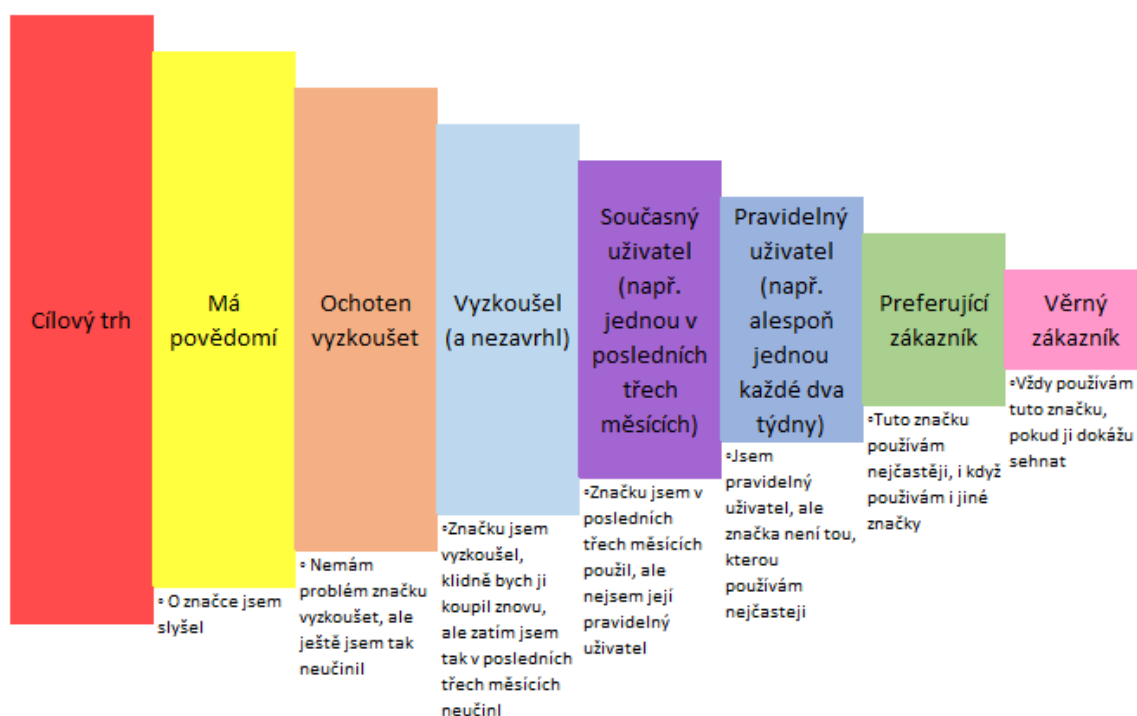 Cílový trh
Má
povědomí
▫ O značce jsem
slyšel
Ochoten
vyzkoušet
▫ Nemám
problém značku
vyzkoušet, ale
ještě jsem tak
neučinil
Vyzkoušel
(a nezavrhl)
▫Značku jsem
vyzkoušel,
klidně bych ji
koupil znovu,
ale zatím jsem
tak v posledních
třech měsících
neučinl
Současný
uživatel
(např.
jednou v
posledních
třech
měsících)
▫Značku jsem v
posledních
třech měsících
použil, ale
nejsem její
pravidelný
uživatel
Pravidelný
uživatel
(např.
alespoň
jednou
každé dva
týdny)
▫Jsem
pravidelný
uživatel, ale
značka není tou,
kterou
používám
nejčasteji
Preferující
zákazník
▫Tuto značku
používám
nejčastěji, i když
použivám i jiné
značky
Věrný
zákazník
▫Vždy používám
tuto značku,
pokud ji dokážu
sehnat